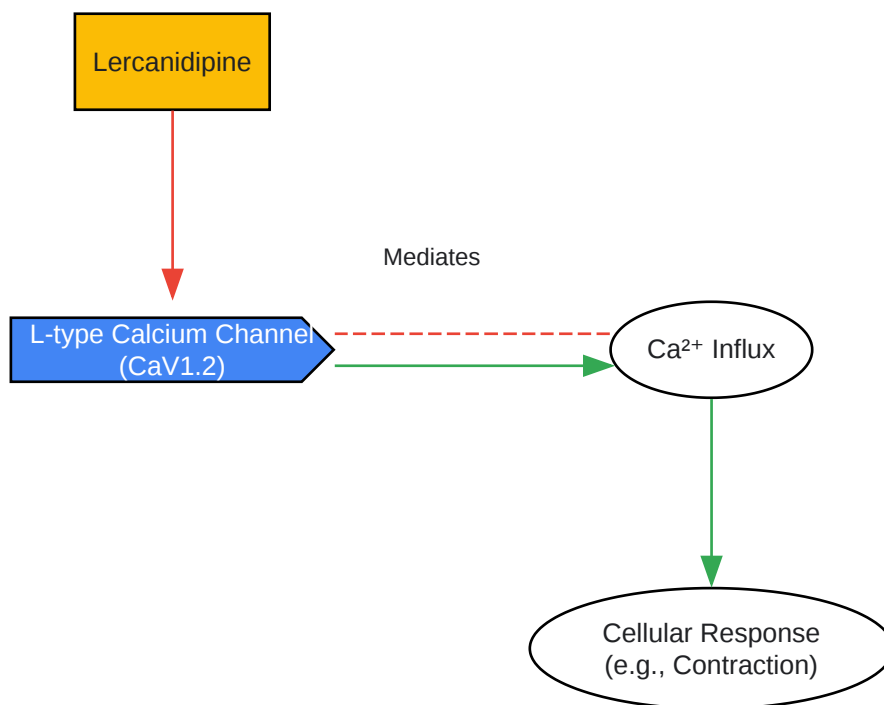 Lercanidipine
Mediates
L-type Calcium Channel
(CaV1.2)
Ca²⁺ Influx
Cellular Response
(e.g., Contraction)